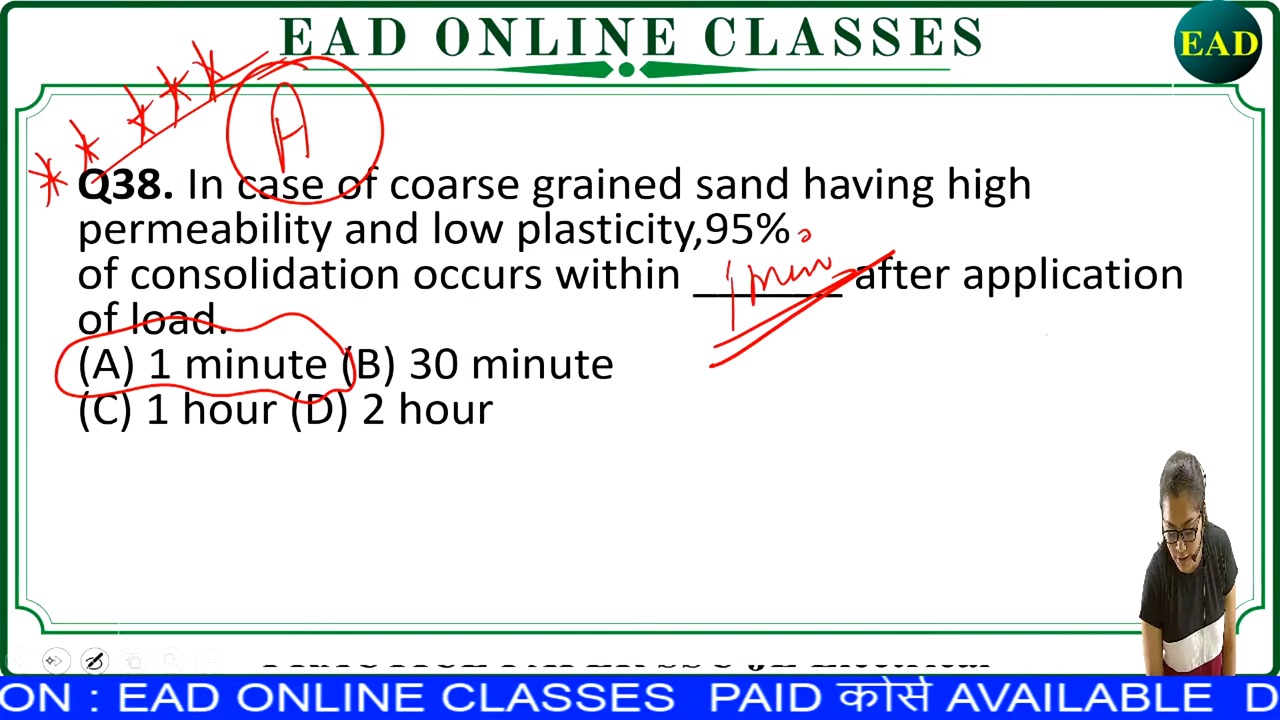 EAD ONLINE CLASSES
EAD
A
Q38. In case of coarse grained sand having high
permeability and low plasticity,95%
of consolidation occurs within _______ after application
1 min
of load.
(A) 1 minute (B) 30 minute
(C) 1 hour (D) 2 hour
ON : EAD ONLINE CLASSES PAID कोर्स AVAILABLE D